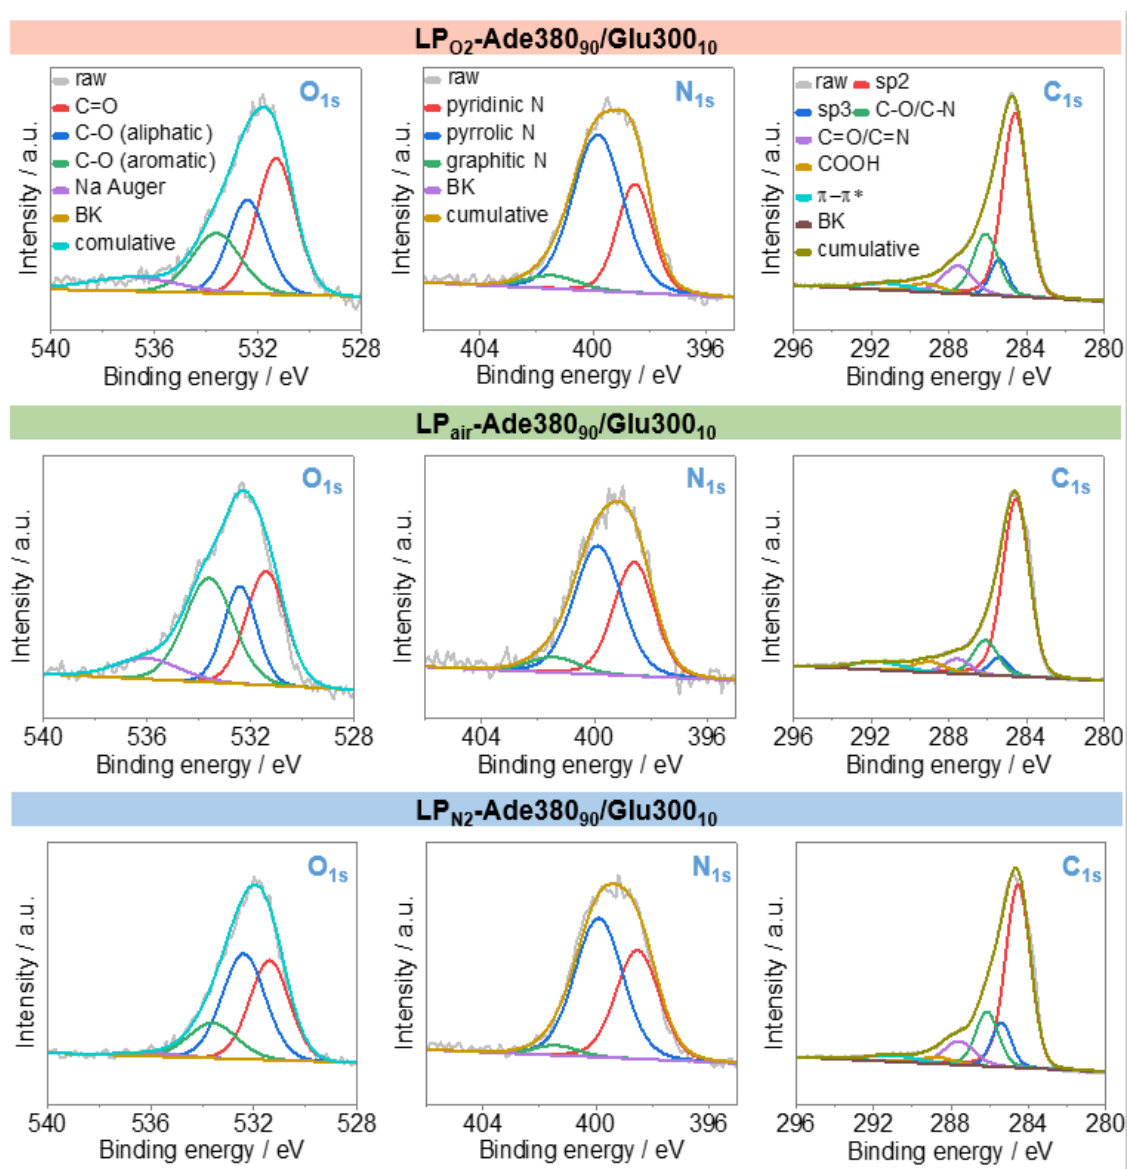 LPO2-Ade38090/Glu30010
raw
C=O
C-O (aliphatic)
C-O (aromatic)
Na Auger
BK
comulative
O1s
Intensity / a.u.
540 536 532 528
Binding energy / eV
raw
pyridinic N
pyrrolic N
graphitic N
BK
cumulative
N1s
Intensity / a.u.
404 400 396
Binding energy / eV
raw sp2
sp3 C-O/C-N
C=O/C=N
COOH
π–π*
BK
cumulative
C1s
Intensity / a.u.
296 292 288 284 280
Binding energy / eV
LPair-Ade38090/Glu30010
O1s
Intensity / a.u.
540 536 532 528
Binding energy / eV
N1s
Intensity / a.u.
404 400 396
Binding energy / eV
C1s
Intensity / a.u.
296 292 288 284 280
Binding energy / eV
LPN2-Ade38090/Glu30010
O1s
Intensity / a.u.
540 536 532 528
Binding energy / eV
N1s
Intensity / a.u.
404 400 396
Binding energy / eV
C1s
Intensity / a.u.
296 292 288 284 280
Binding energy / eV